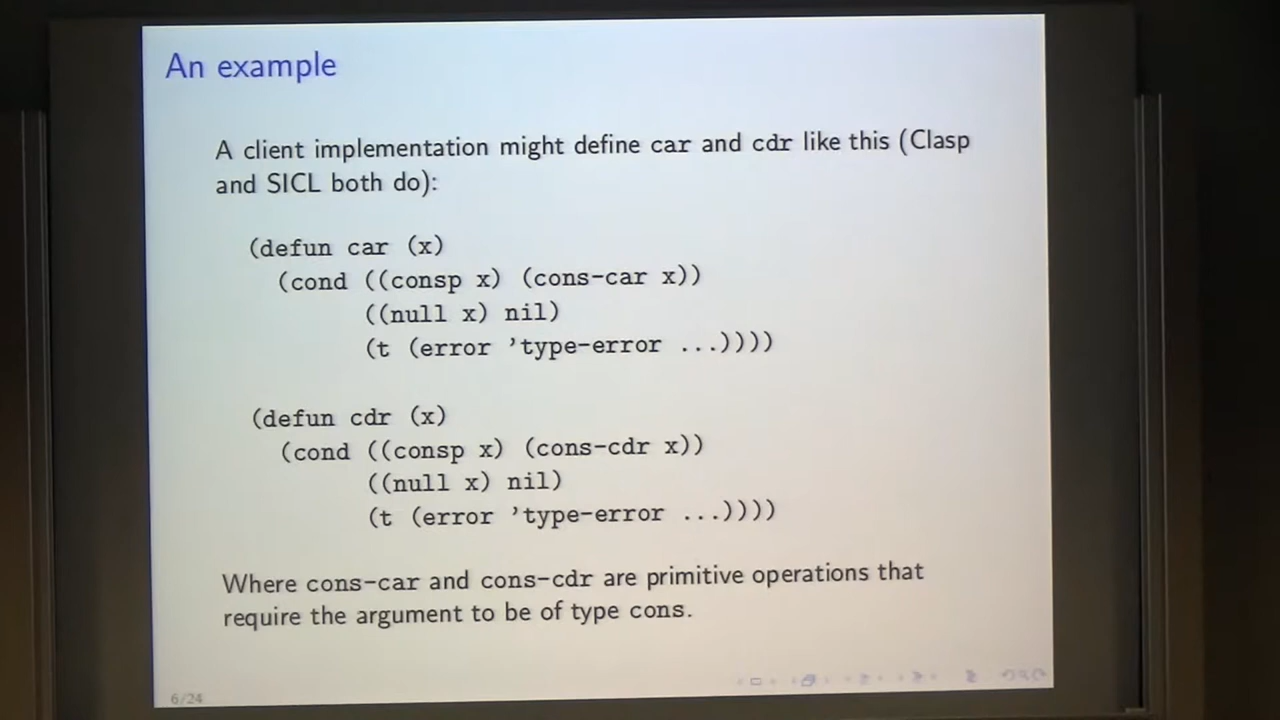 An example
A client implementation might define car and cdr like this (Clasp
and SICL both do):
(defun car (x)
(cond ((consp x) (cons-car x))
((null x) nil)
(t (error ’type-error ...))))
(defun cdr (x)
(cond ((consp x) (cons-cdr x))
((null x) nil)
(t (error ’type-error ...))))
Where cons-car and cons-cdr are primitive operations that
require the argument to be of type cons.
6/24